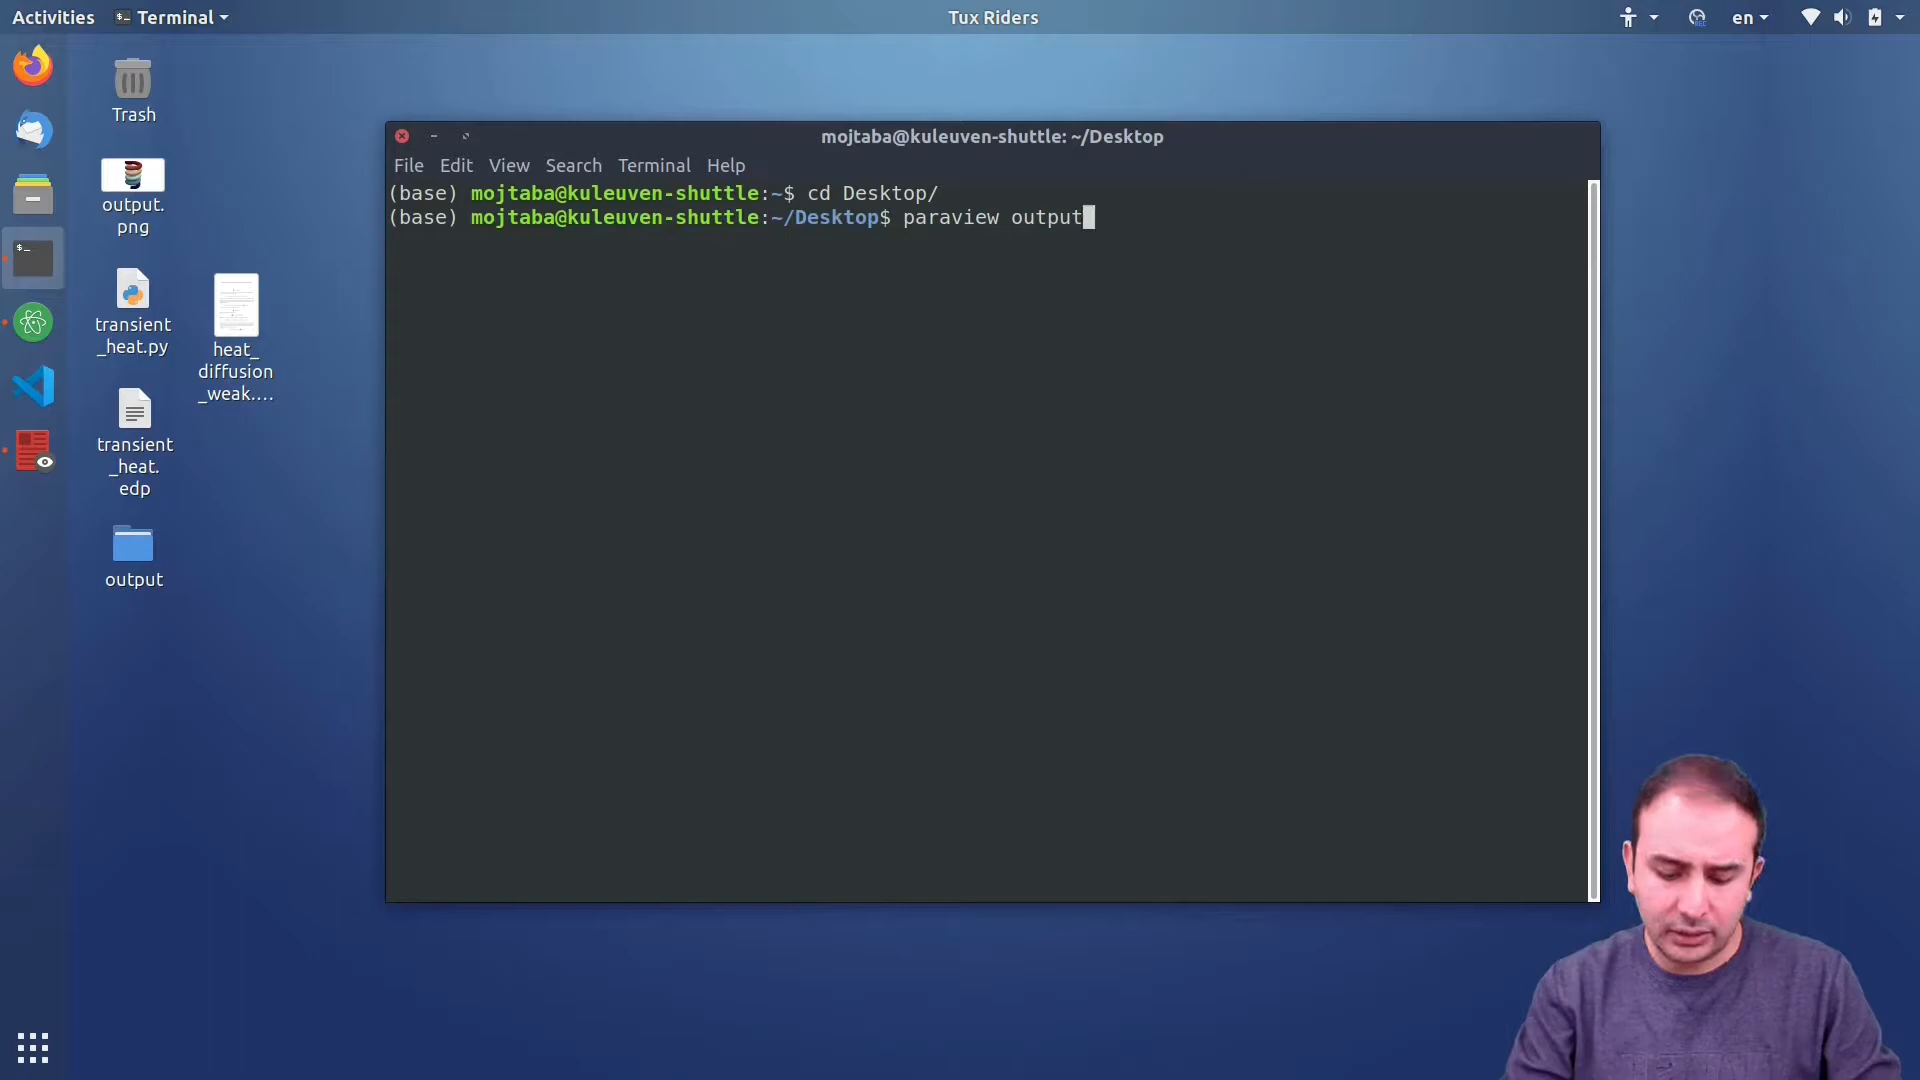 Activities
Terminal
Tux Riders
en
Trash
output.
png
transient
_heat.py
heat_
diffusion
_weak....
transient
_heat.
edp
output
mojtaba@kuleuven-shuttle: ~/Desktop
File Edit View Search Terminal Help
(base) mojtaba@kuleuven-shuttle:~$ cd Desktop/
(base) mojtaba@kuleuven-shuttle:~/Desktop$ paraview output